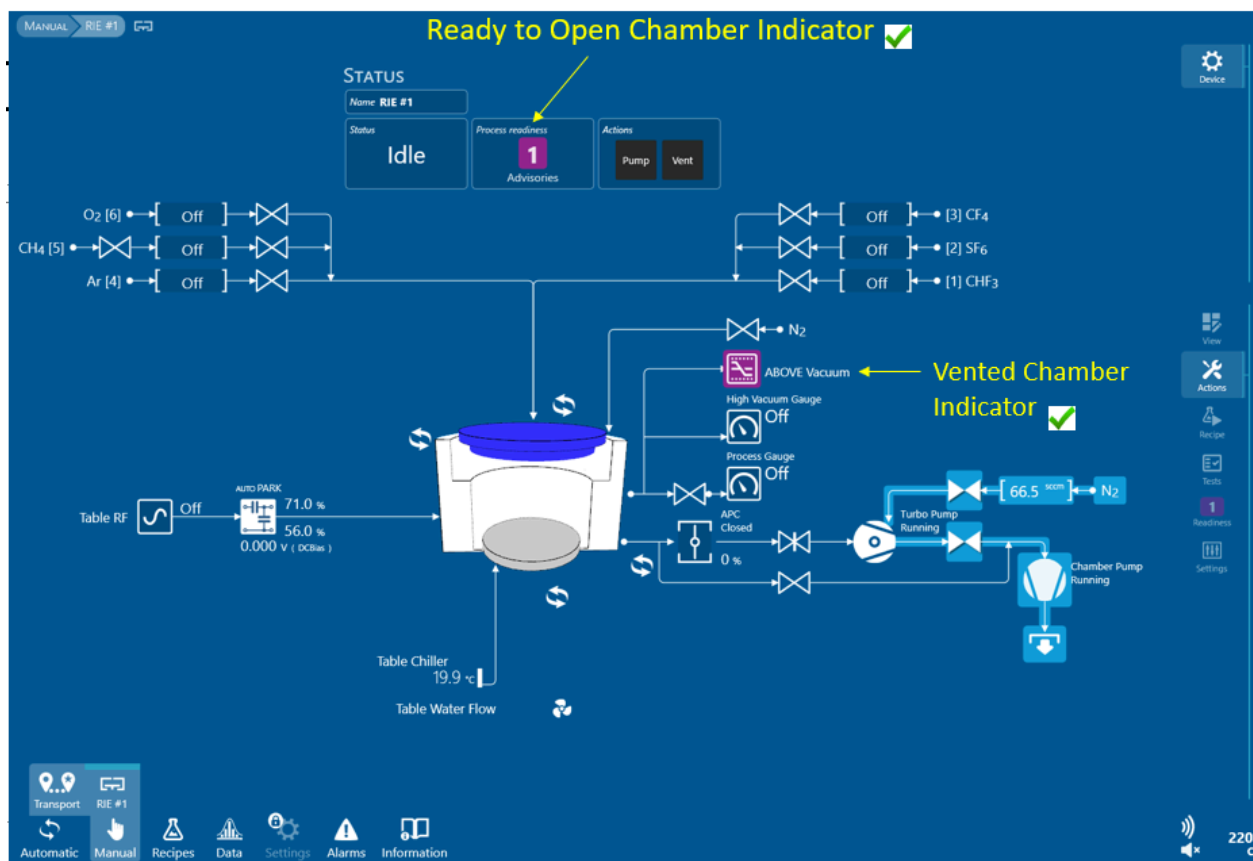 MANUAL RIE #1
Ready to Open Chamber Indicator
STATUS
Name RIE #1
Status
Idle
Process readiness
1
Advisories
Actions
Pump Vent
Device
O2 [6] Off
CH4 [5] Off
Ar [4] Off
Off [3] CF4
Off [2] SF6
Off [1] CHF3
N2
ABOVE Vacuum
Vented Chamber
Indicator
High Vacuum Gauge
Off
Process Gauge
Off
APC
Closed
0 %
Turbo Pump
Running
66.5 sccm N2
Chamber Pump
Running
Table RF Off
AUTO PARK
71.0 %
56.0 %
0.000 V ( DCBias )
Table Chiller
19.9 °C
Table Water Flow
View
Actions
Recipe
Tests
1
Readiness
Settings
Transport RIE #1
Automatic Manual Recipes Data Settings Alarms Information
220